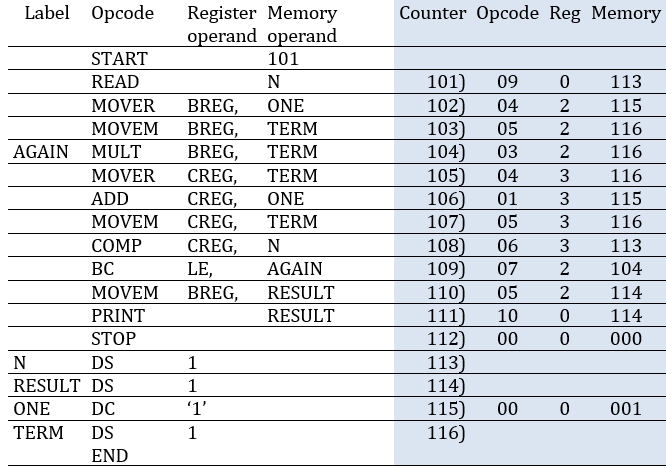 Label Opcode Register Memory Counter Opcode Reg Memory
operand operand
START 101
READ N 101) 09 0 113
MOVER BREG, ONE 102) 04 2 115
MOVEM BREG, TERM 103) 05 2 116
AGAIN MULT BREG, TERM 104) 03 2 116
MOVER CREG, TERM 105) 04 3 116
ADD CREG, ONE 106) 01 3 115
MOVEM CREG, TERM 107) 05 3 116
COMP CREG, N 108) 06 3 113
BC LE, AGAIN 109) 07 2 104
MOVEM BREG, RESULT 110) 05 2 114
PRINT RESULT 111) 10 0 114
STOP 112) 00 0 000
N DS 1 113)
RESULT DS 1 114)
ONE DC ‘1’ 115) 00 0 001
TERM DS 1 116)
END